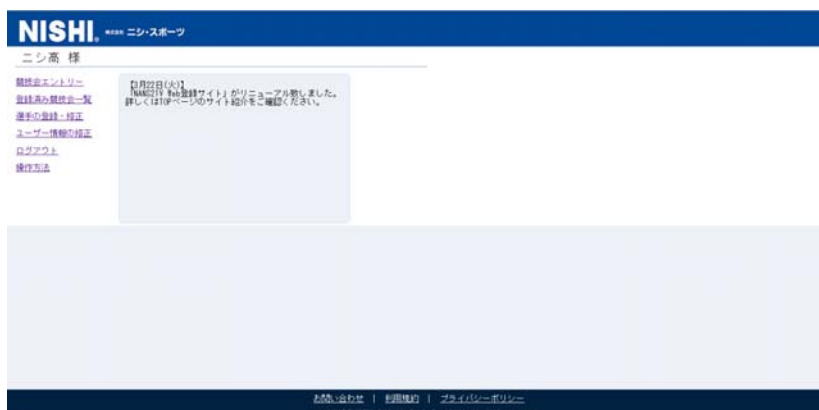 NISHI. 株式会社 ニシ・スポーツ
ニシ高 様
競技会エントリー
登録済み競技会一覧
選手の登録・修正
ユーザー情報の修正
ログアウト
操作方法
【3月22日(火)】
「NANS21V Web登録サイト」がリニューアル致しました。
詳しくはTOPページのサイト紹介をご確認ください。
お問い合わせ | 利用規約 | プライバシーポリシー